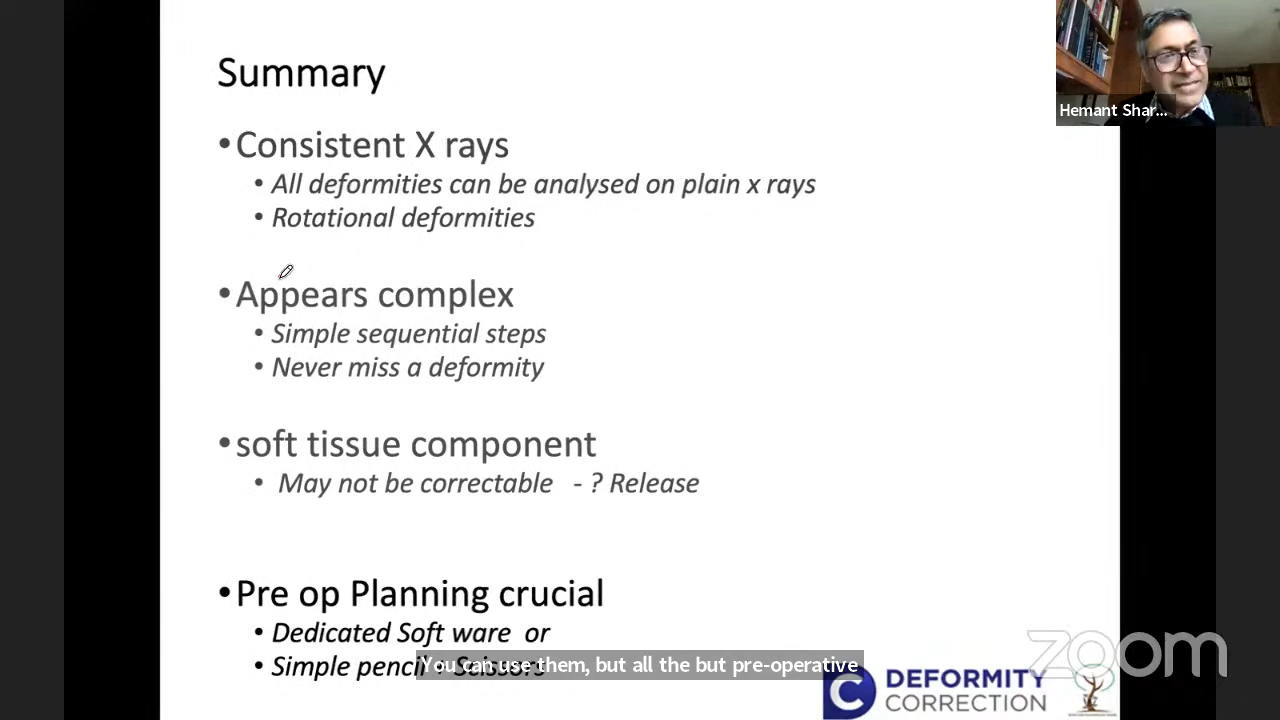 Summary
Hemant Shar...
•Consistent X rays
• All deformities can be analysed on plain x rays
• Rotational deformities
•Appears complex
• Simple sequential steps
• Never miss a deformity
•soft tissue component
• May not be correctable - ? Release
•Pre op Planning crucial
• Dedicated Soft ware or
• Simple pencil + Scissors
You can use them, but all the but pre-operative
zoom
C DEFORMITY
CORRECTION